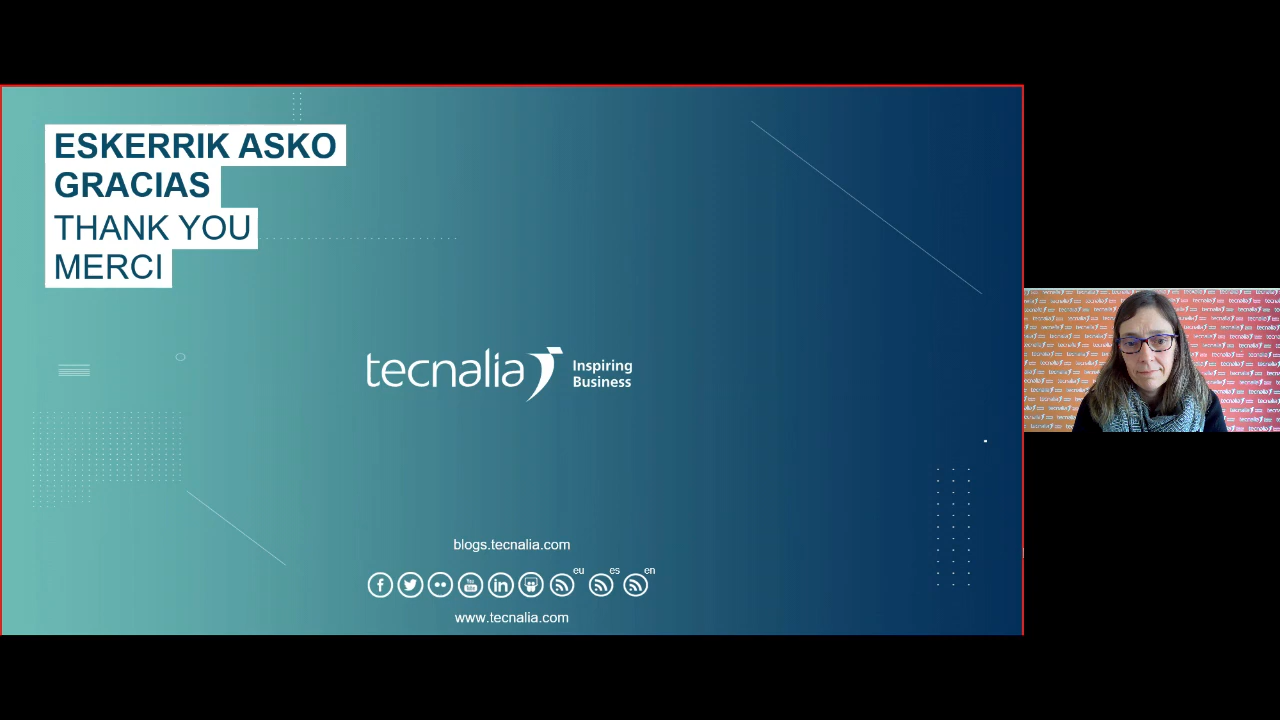 ESKERRIK ASKO
GRACIAS
THANK YOU
MERCI
tecnalia Inspiring
Business
blogs.tecnalia.com
eu es en
www.tecnalia.com